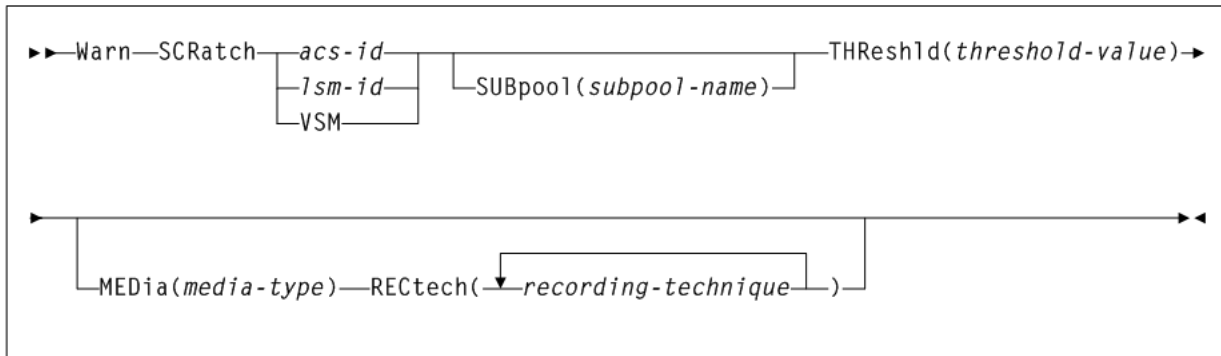 Warn SCRatch acs-id THReshld(threshold-value)
lsm-id SUBpool(subpool-name)
VSM
MEDia(media-type) RECtech( recording-technique )